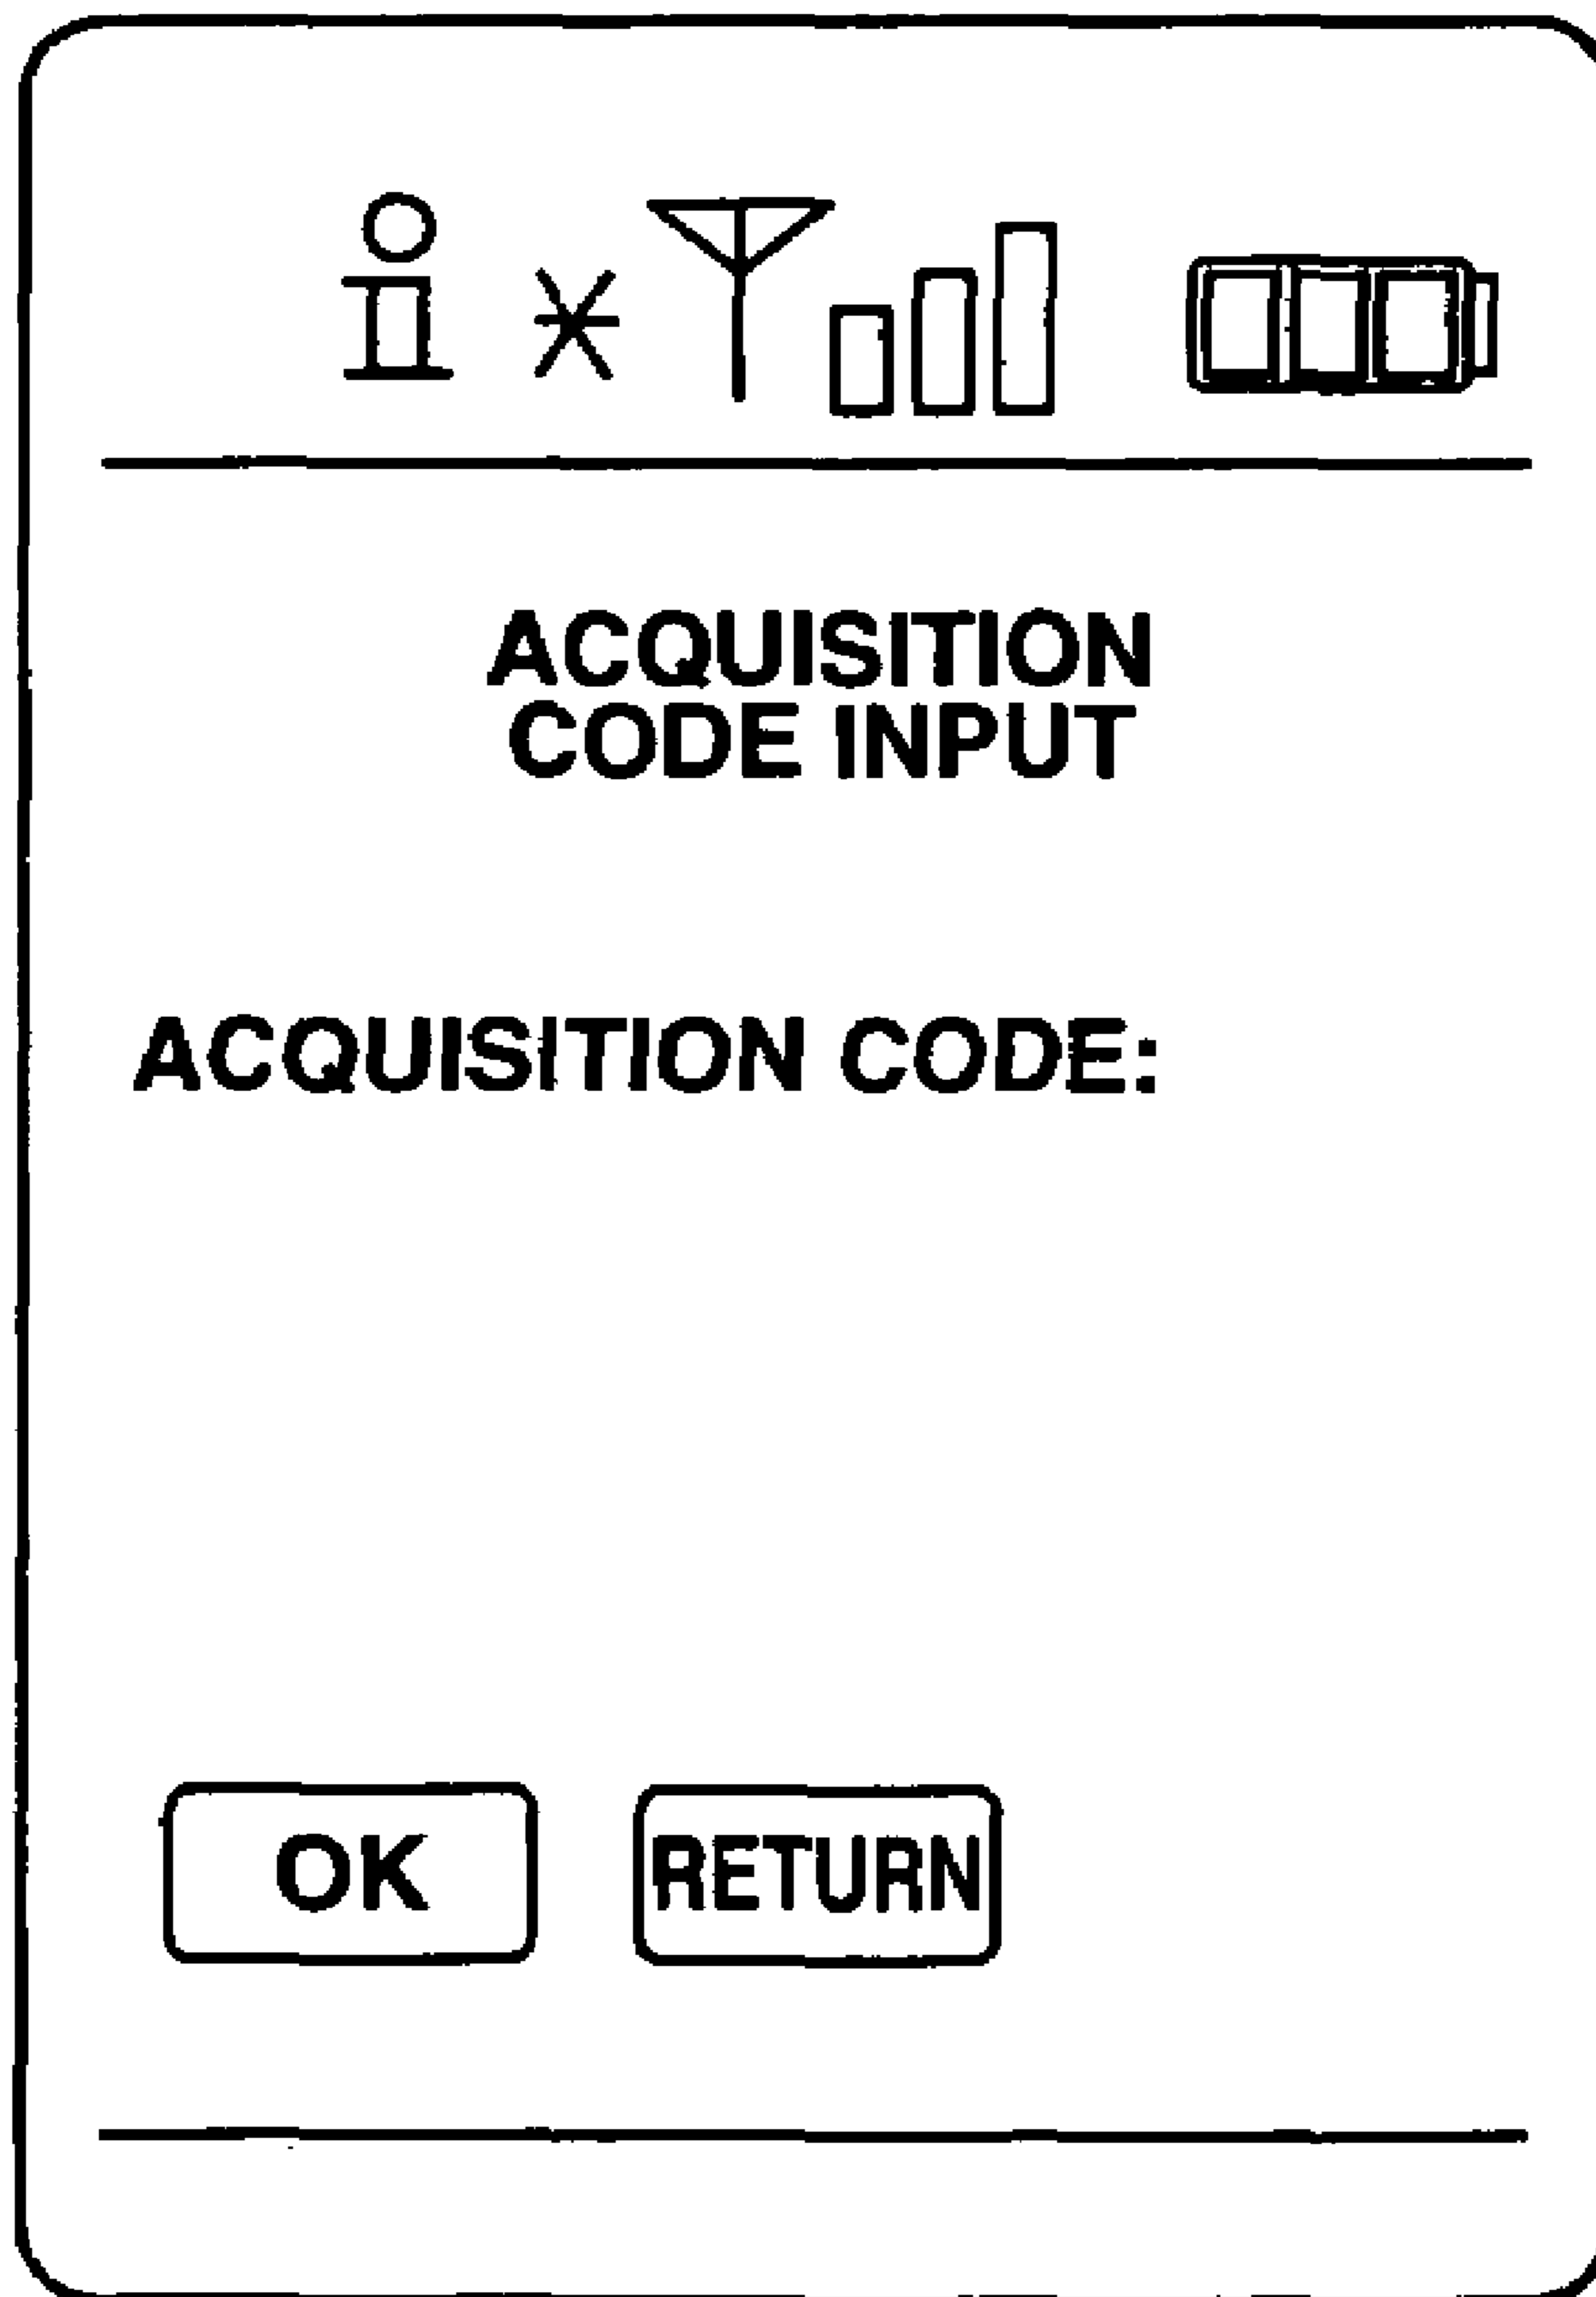 i *
ACQUISITION
CODE INPUT
ACQUISITION CODE:
OK RETURN